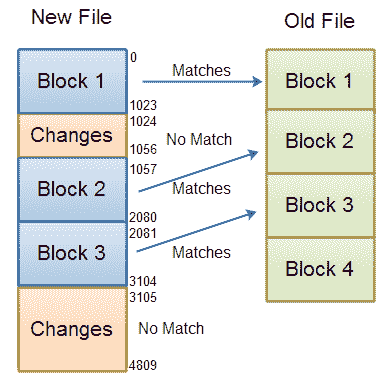 New File
Old File
0
Block 1
Matches
Block 1
1023
1024
Changes
No Match
1056
1057
Block 2
Block 2
Matches
2080
2081
Block 3
Block 3
Matches
3104
3105
Block 4
Changes
No Match
4809